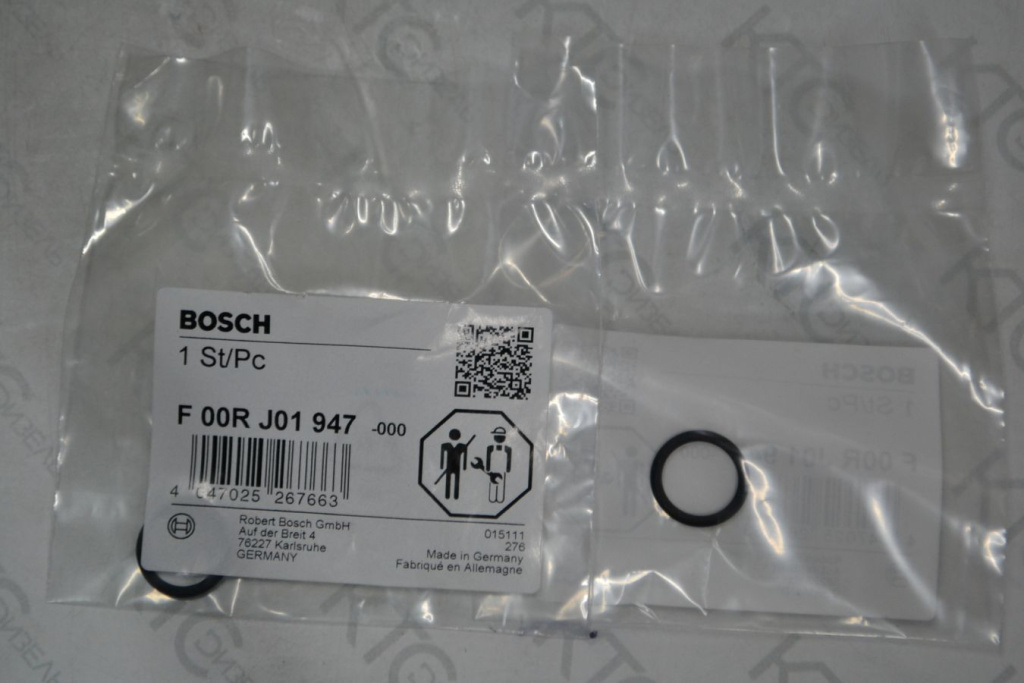 BOSCH
1 St/Pc
F 00R J01 947 -000
4 047025 267663
Robert Bosch GmbH
Auf der Breit 4
76227 Karlsruhe
GERMANY
015111
276
Made in Germany
Fabriqué en Allemagne
BOSCH
1 St/Pc
F 00R J01